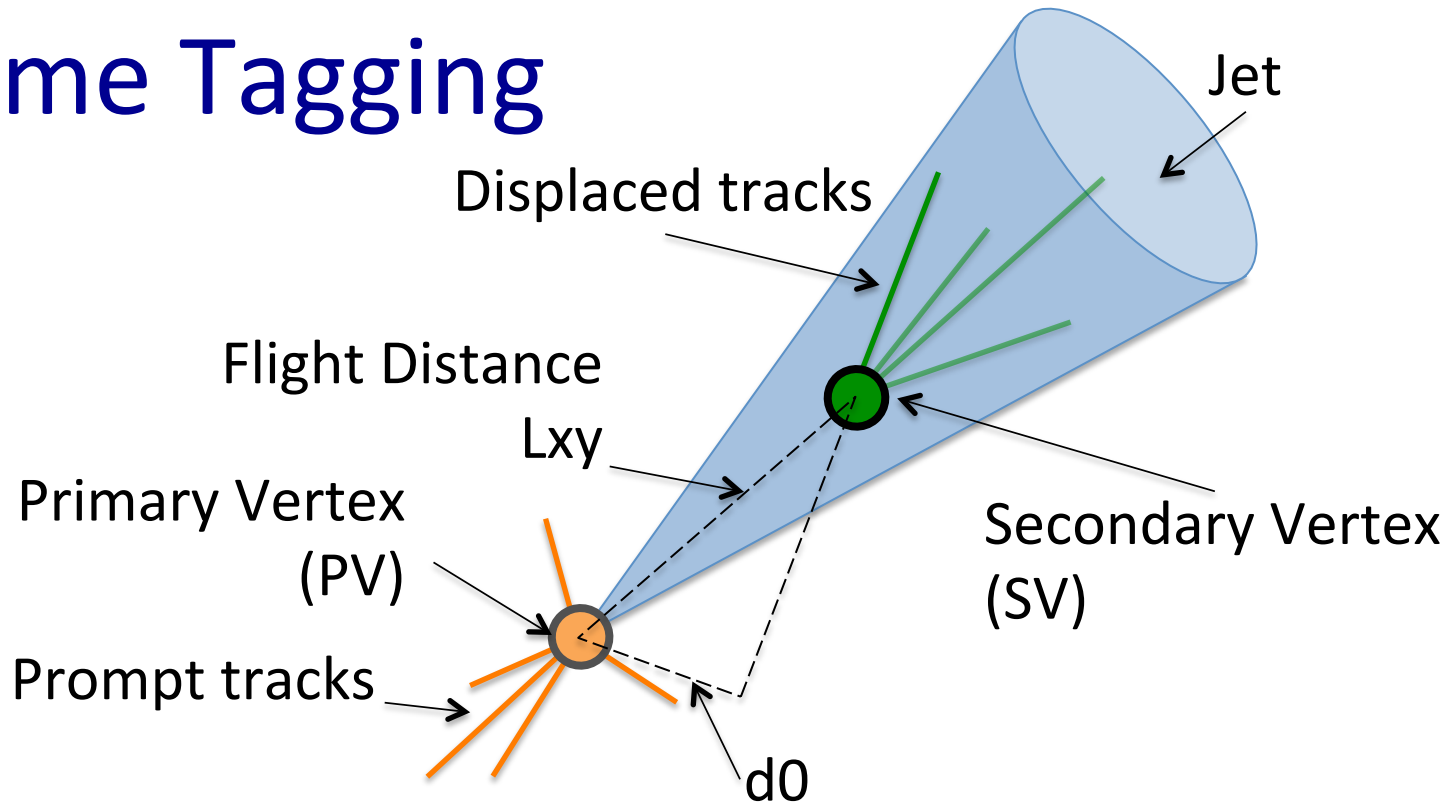 me Tagging
Jet
Displaced tracks
Flight Distance
Lxy
Primary Vertex
(PV)
Secondary Vertex
(SV)
Prompt tracks
d0